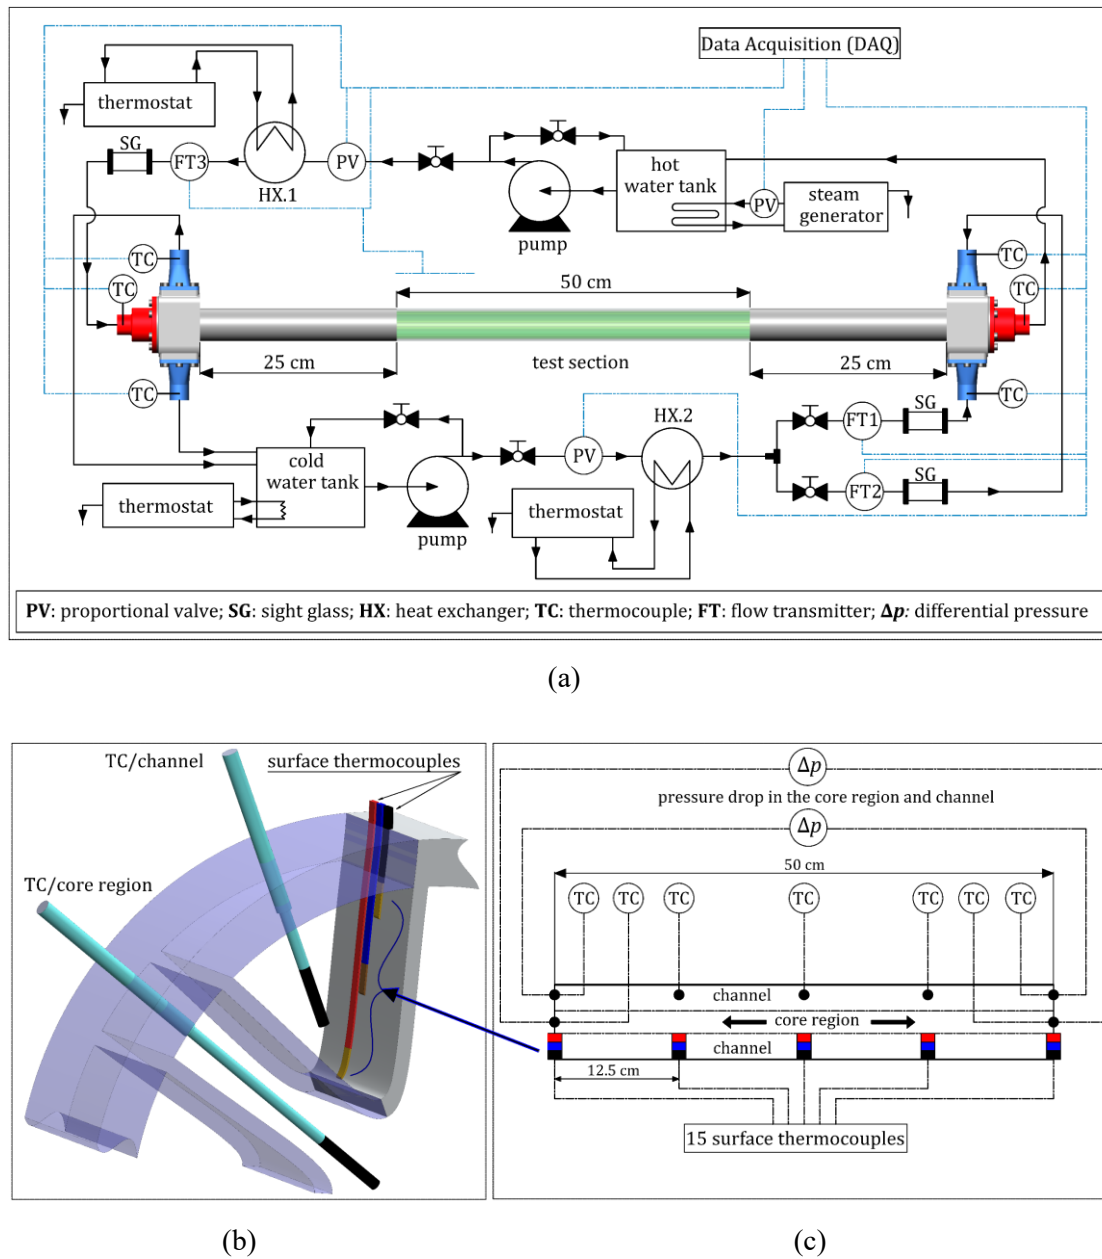 Data Acquisition (DAQ)
thermostat
SG
FT3
HX.1
PV
hot
water tank
PV
steam
generator
pump
TC
TC
50 cm
TC
TC
25 cm
test section
25 cm
TC
TC
SG
HX.2
FT1
PV
cold
water tank
SG
FT2
thermostat
thermostat
pump
PV: proportional valve; SG: sight glass; HX: heat exchanger; TC: thermocouple; FT: flow transmitter; Δp: differential pressure
(a)
TC/channel
surface thermocouples
TC/core region
(b)
Δp
pressure drop in the core region and channel
Δp
50 cm
TC
TC
TC
TC
TC
TC
TC
channel
core region
channel
12.5 cm
15 surface thermocouples
(c)